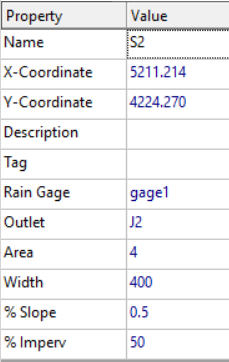 Property Value
Name S2
X-Coordinate 5211.214
Y-Coordinate 4224.270
Description
Tag
Rain Gage gage1
Outlet J2
Area 4
Width 400
% Slope 0.5
% Imperv 50